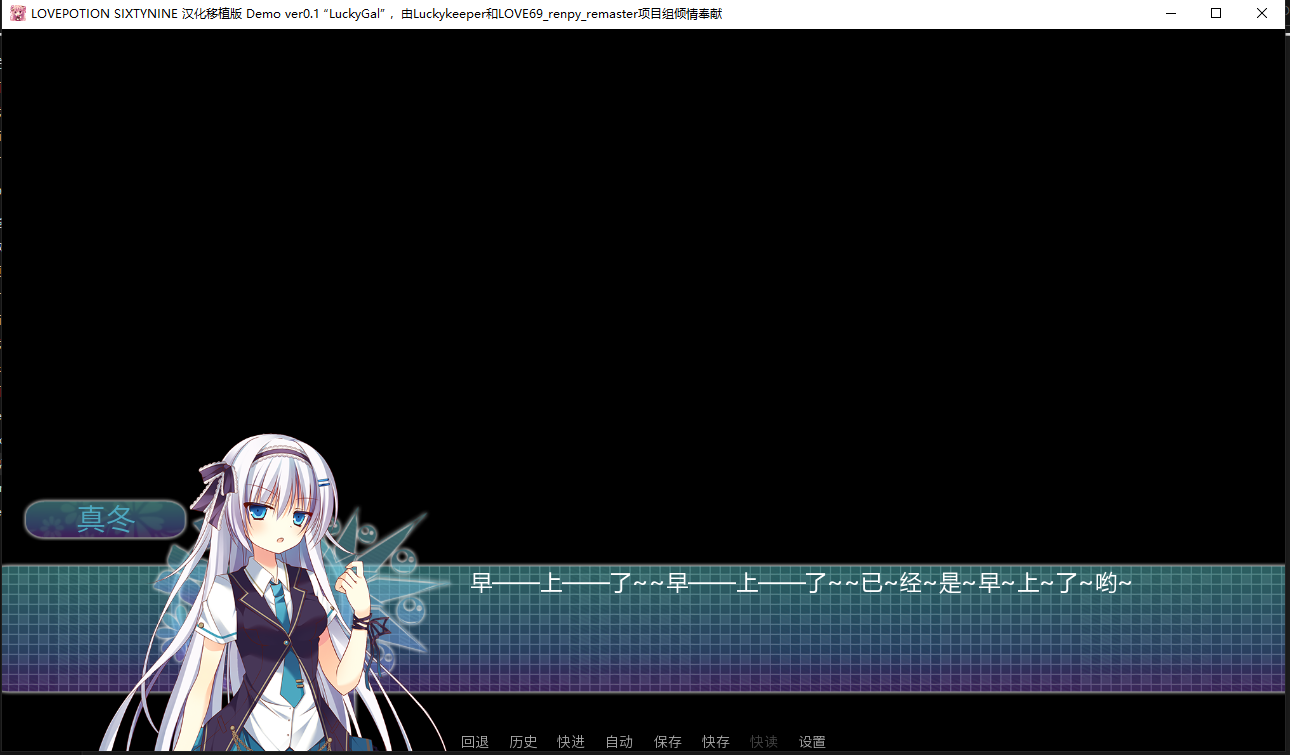 LOVEPOTION SIXTYNINE 汉化移植版 Demo ver0.1 “LuckyGal” ，由Luckykeeper和LOVE69_renpy_remaster项目组倾情奉献
真冬
早——上——了~~早——上——了~~已~经~是~早~上~了~哟~
回退 历史 快进 自动 保存 快存 快读 设置